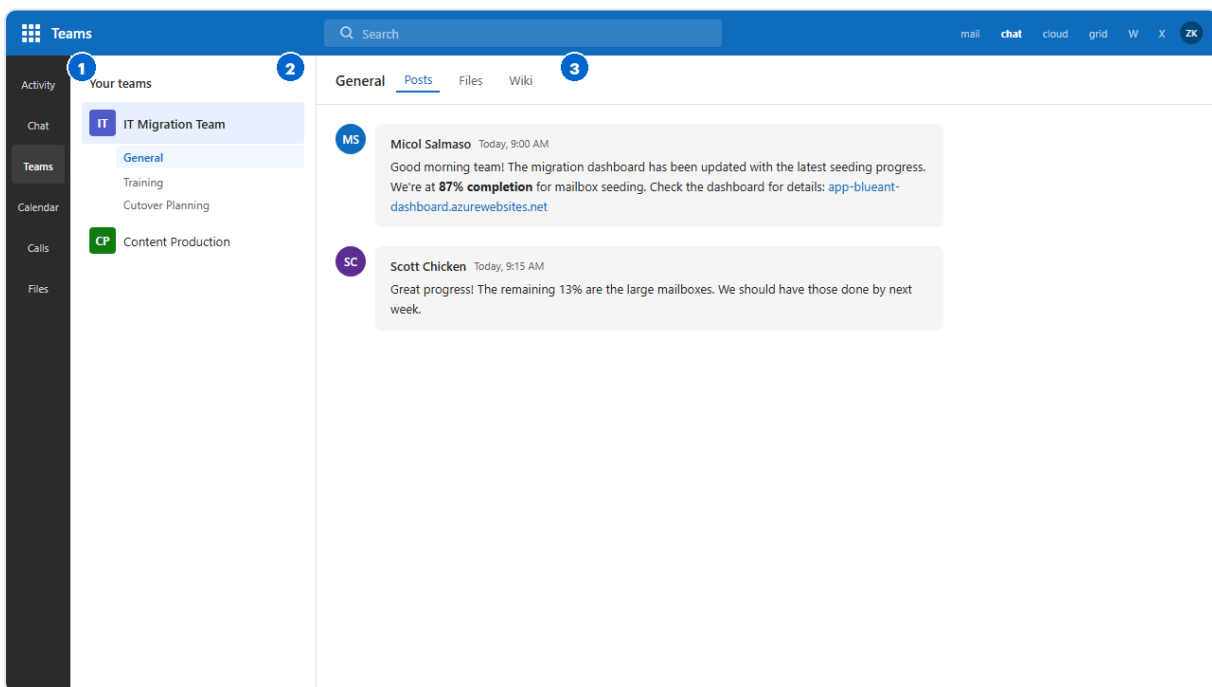 Teams
Search
mail chat cloud grid W X ZK
1
2
3
Activity
Chat
Teams
Calendar
Calls
Files
Your teams
IT IT Migration Team
General
Training
Cutover Planning
CP Content Production
General Posts Files Wiki
MS
Micol Salmaso Today, 9:00 AM
Good morning team! The migration dashboard has been updated with the latest seeding progress.
We're at 87% completion for mailbox seeding. Check the dashboard for details: app-blueant-
dashboard.azurewebsites.net
SC
Scott Chicken Today, 9:15 AM
Great progress! The remaining 13% are the large mailboxes. We should have those done by next
week.